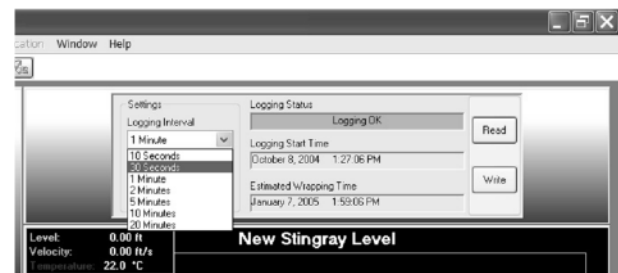 Window Help
Settings
Logging Interval
1 Minute
10 Seconds
30 Seconds
1 Minute
2 Minutes
5 Minutes
10 Minutes
20 Minutes
Logging Status
Logging OK
Logging Start Time
October 8, 2004 1:27:06 PM
Estimated Wrapping Time
January 7, 2005 1:59:06 PM
Read
Write
Level: 0.00 ft
Velocity: 0.00 ft/s
Temperature: 22.0 °C
New Stingray Level